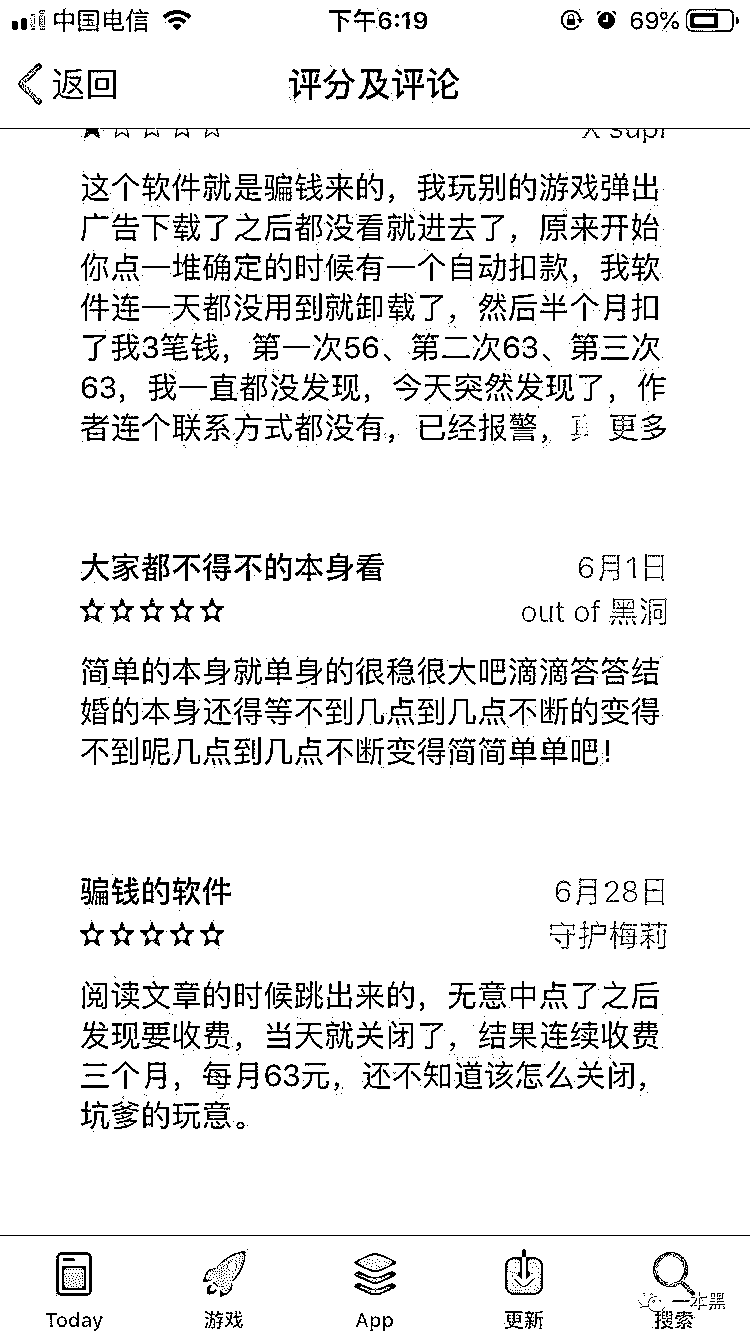 中国电信 下午6:19 69%
返回 评分及评论
X supr
这个软件就是骗钱来的，我玩别的游戏弹出
广告下载了之后都没看就进去了，原来开始
你点一堆确定的时候有一个自动扣款，我软
件连一天都没用到就卸载了，然后半个月扣
了我3笔钱，第一次56、第二次63、第三次
63，我一直都没发现，今天突然发现了，作
者连个联系方式都没有，已经报警，真 更多
大家都不得不的本身看 6月1日
☆☆☆☆☆ out of 黑洞
简单的本身就单身的很稳很大吧滴滴答答结
婚的本身还得等不到几点到几点不断的变得
不到呢几点到几点不断变得简简单单吧！
骗钱的软件 6月28日
☆☆☆☆☆ 守护梅莉
阅读文章的时候跳出来的，无意中点了之后
发现要收费，当天就关闭了，结果连续收费
三个月，每月63元，还不知道该怎么关闭，
坑爹的玩意。
Today 游戏 App 更新 搜索
一本黑